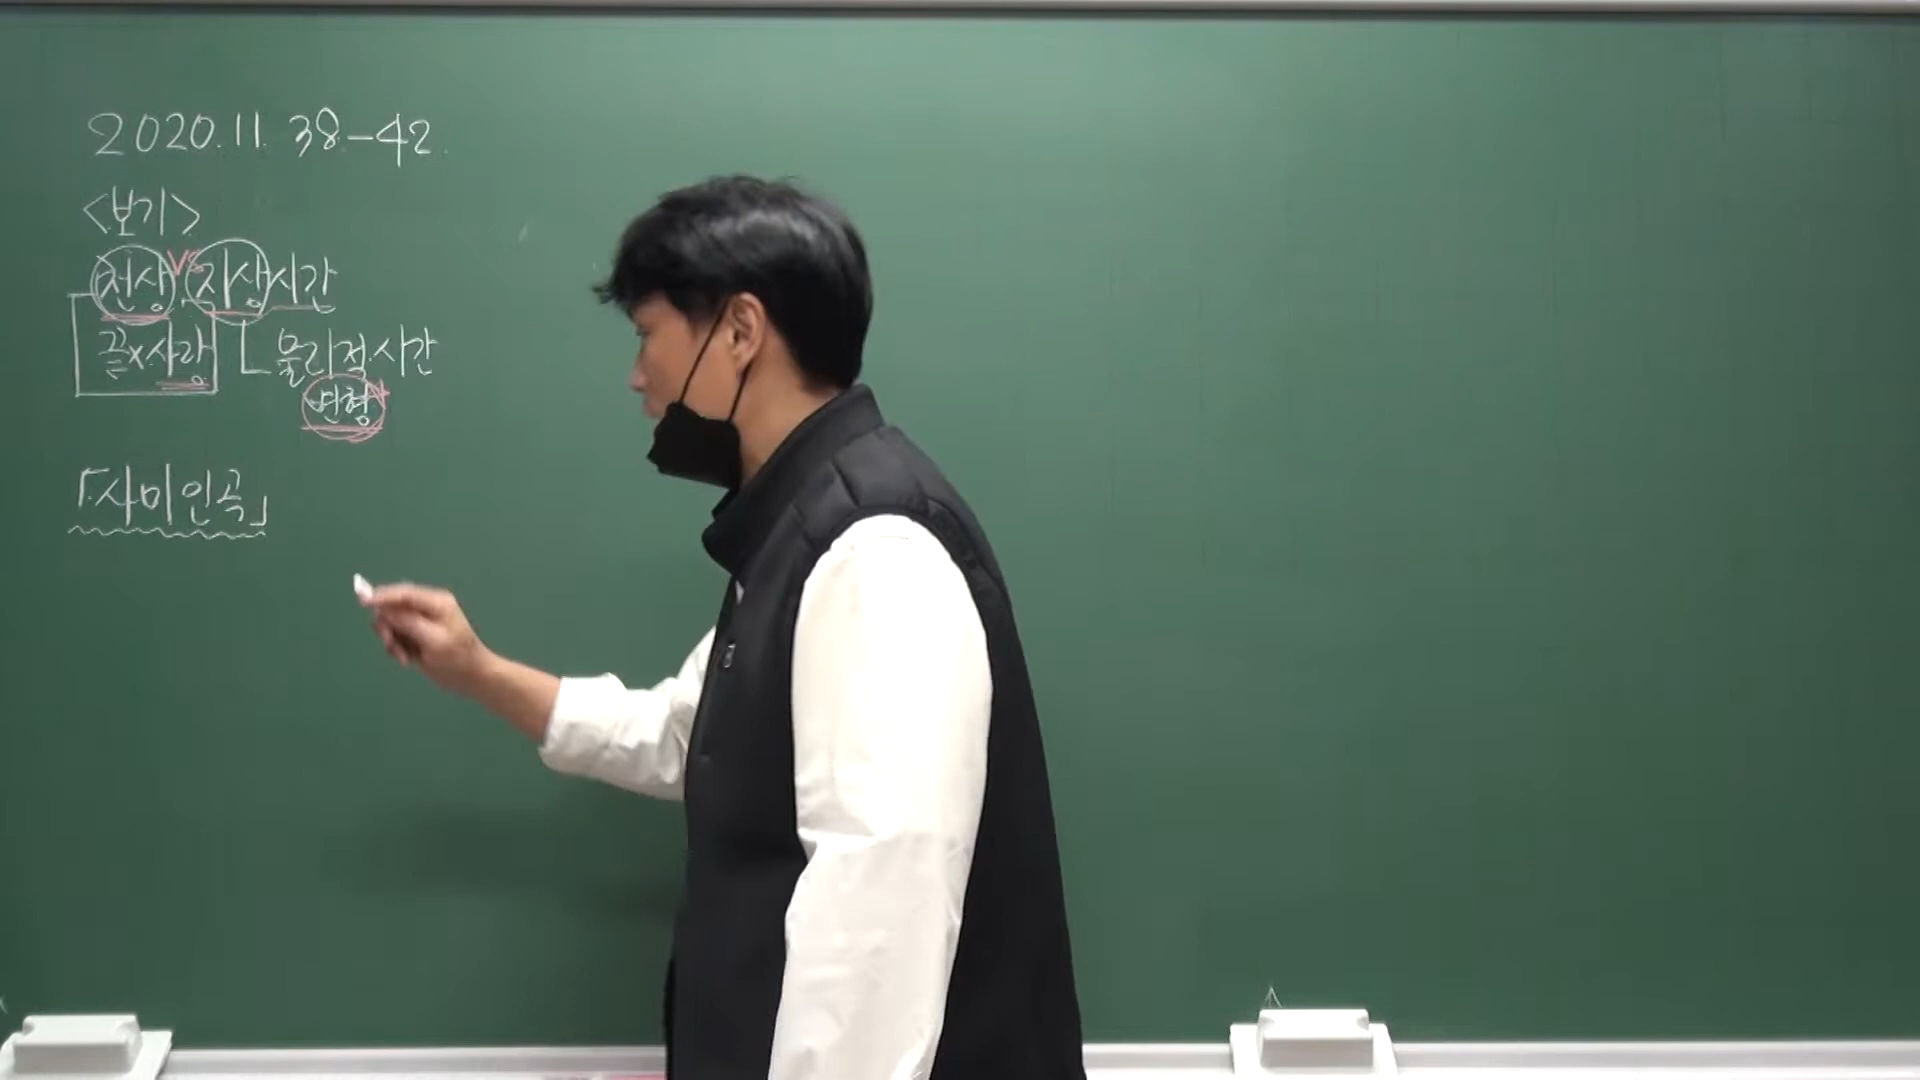 2020.11. 38-42.
<보기>
천상 vs 지상 시간
끝x 사랑 물리적 시간
변형
「사미인곡」